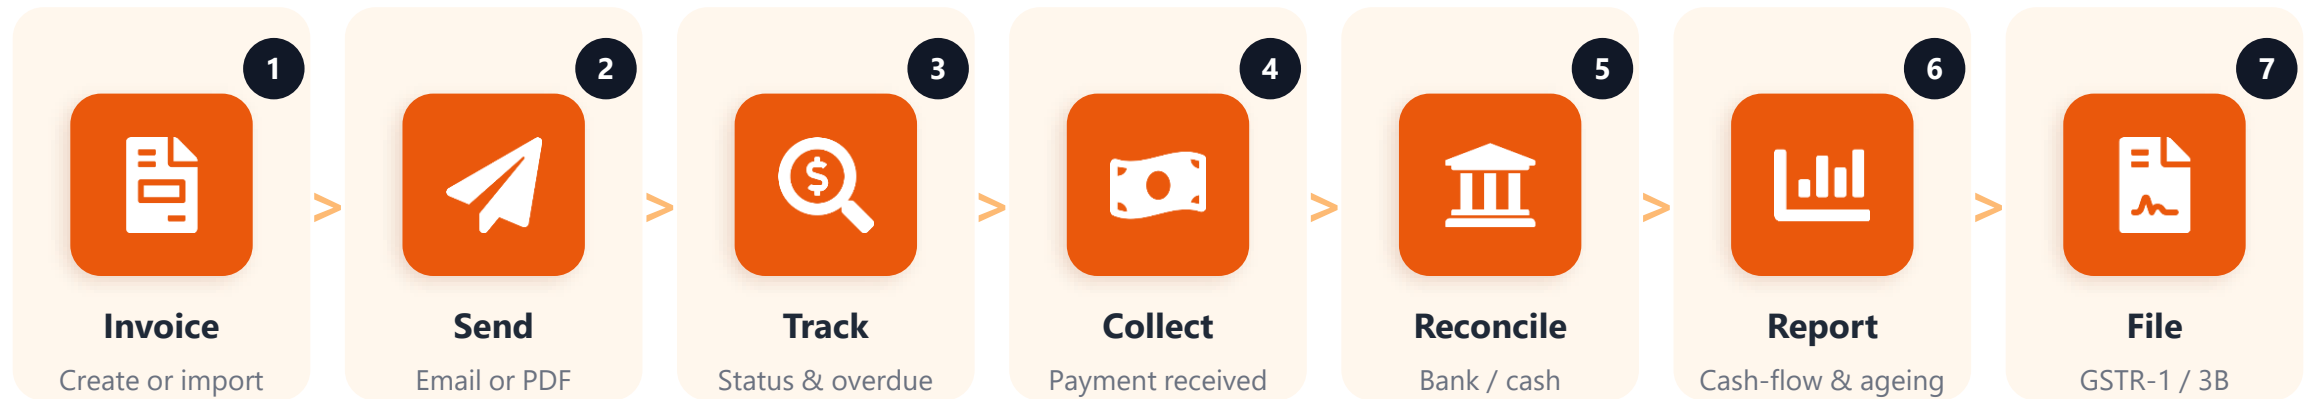 1
Invoice
Create or import
>
2
Send
Email or PDF
>
3
$
Track
Status & overdue
>
4
Collect
Payment received
>
5
Reconcile
Bank / cash
>
6
Report
Cash-flow & ageing
>
7
File
GSTR-1 / 3B